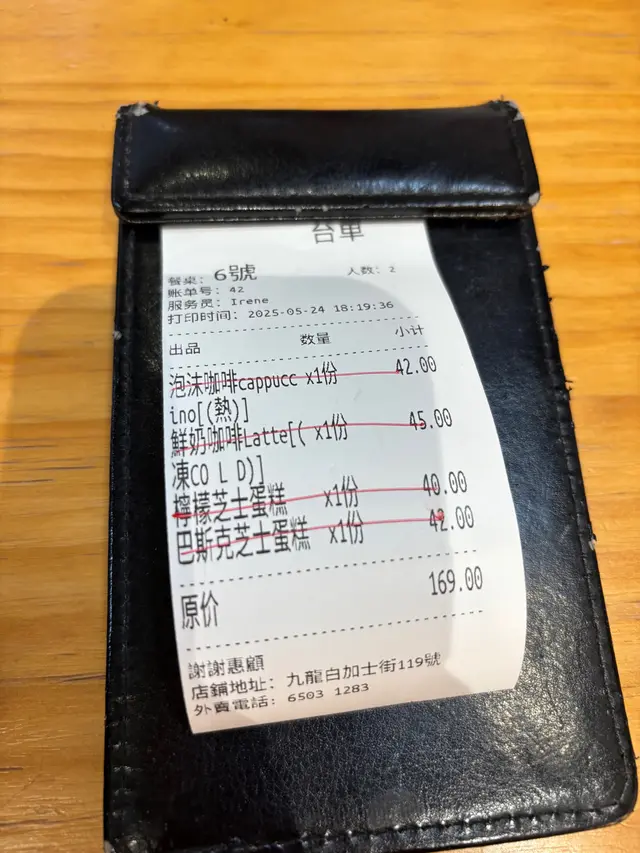 台单
餐桌: 6號 人数: 2
账单号: 42
服务员: Irene
打印时间: 2025-05-24 18:19:36
出品 数量 小计
泡沫咖啡cappucc x1份 42.00
ino[(熱)]
鮮奶咖啡Latte[( x1份 45.00
凍CO L D)]
檸檬芝士蛋糕 x1份 40.00
巴斯克芝士蛋糕 x1份 42.00
原价 169.00
謝謝惠顧
店鋪地址: 九龍白加士街119號
外賣電話: 6503 1283